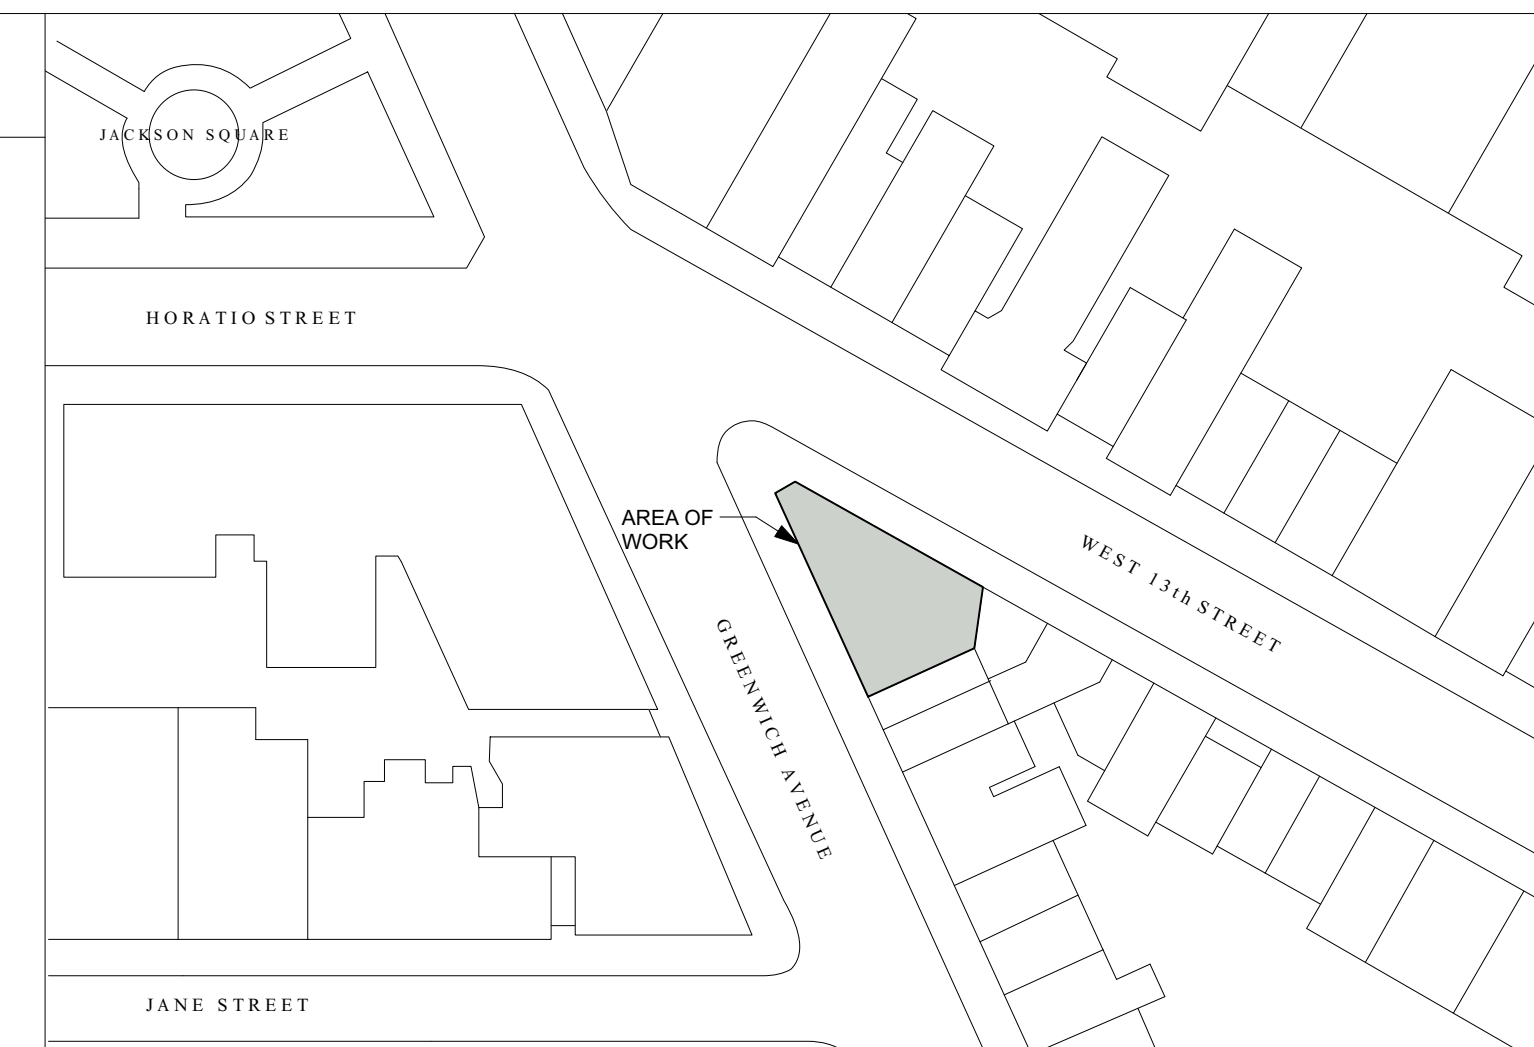 JACKSON SQUARE
HORATIO STREET
AREA OF
WORK
WEST 13th STREET
GREENWICH AVENUE
JANE STREET